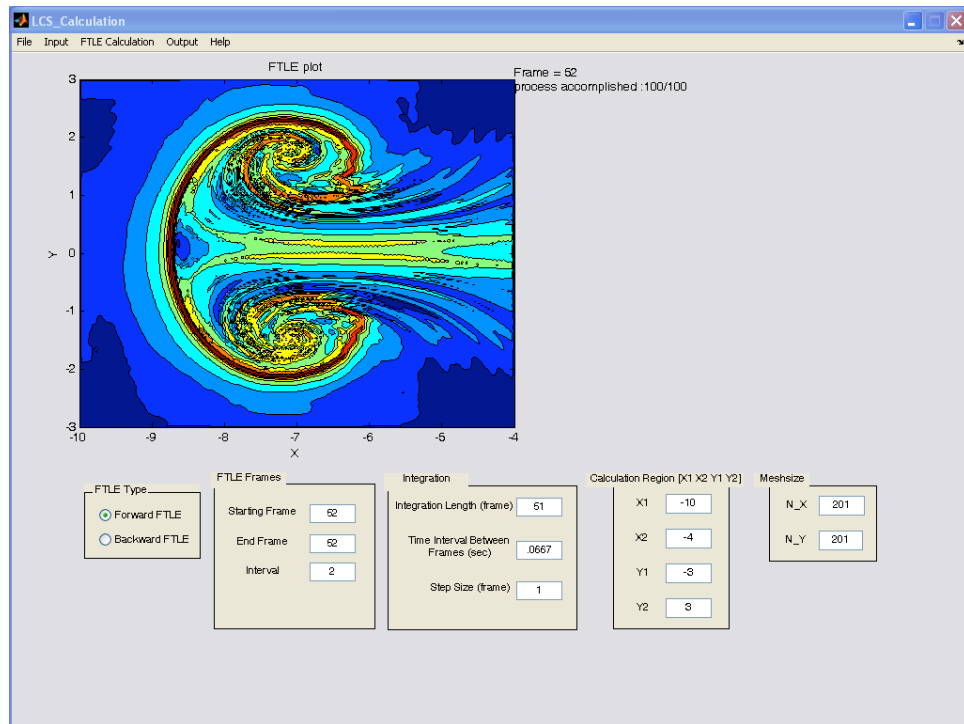 LCS_Calculation
File Input FTLE Calculation Output Help
FTLE plot
Frame = 52
process accomplished :100/100
3
2
1
0
-1
-2
-3
Y
-10 -9 -8 -7 -6 -5 -4
X
FTLE Type
Forward FTLE
Backward FTLE
FTLE Frames
Starting Frame 52
End Frame 52
Interval 2
Integration
Integration Length (frame) 51
Time Interval Between
Frames (sec) .0667
Step Size (frame) 1
Calculation Region [X1 X2 Y1 Y2]
X1 -10
X2 -4
Y1 -3
Y2 3
Meshsize
N_X 201
N_Y 201